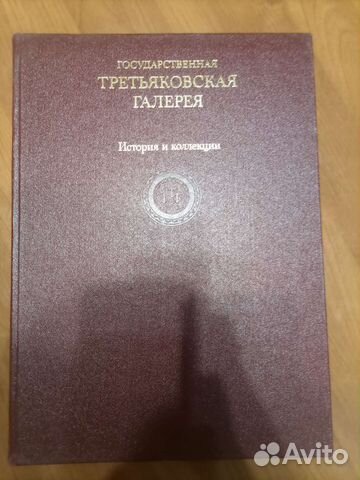 ГОСУДАРСТВЕННАЯ
ТРЕТЬЯКОВСКАЯ
ГАЛЕРЕЯ
История и коллекции
Avito